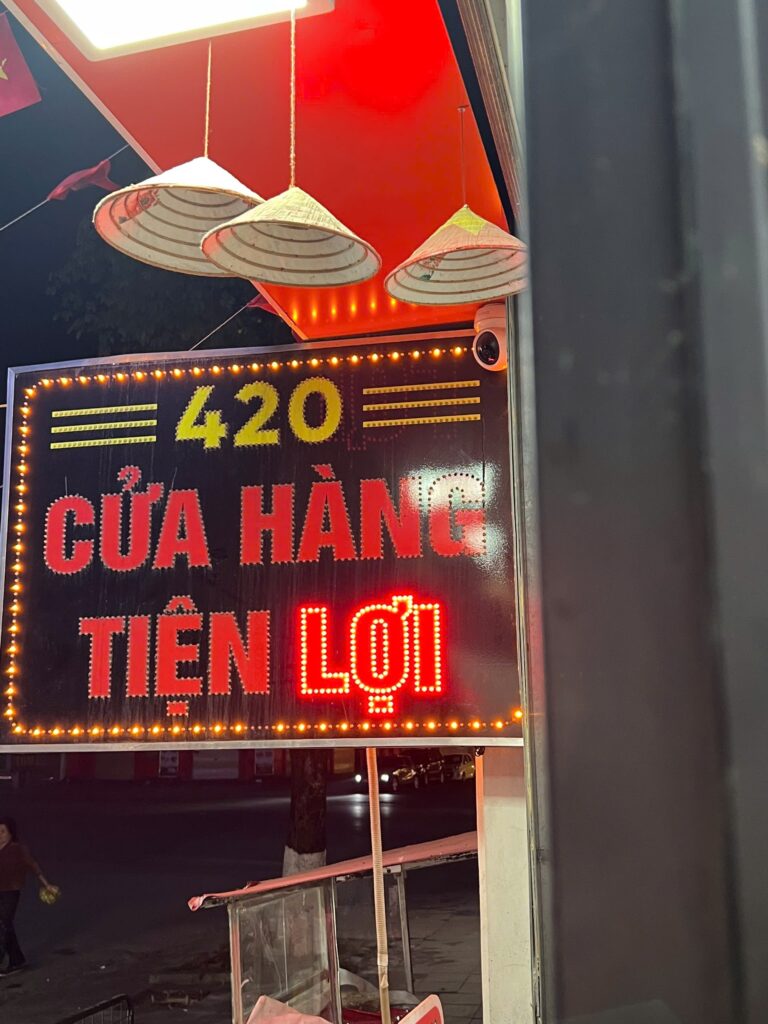 420
CỬA HÀNG
TIỆN LỢI